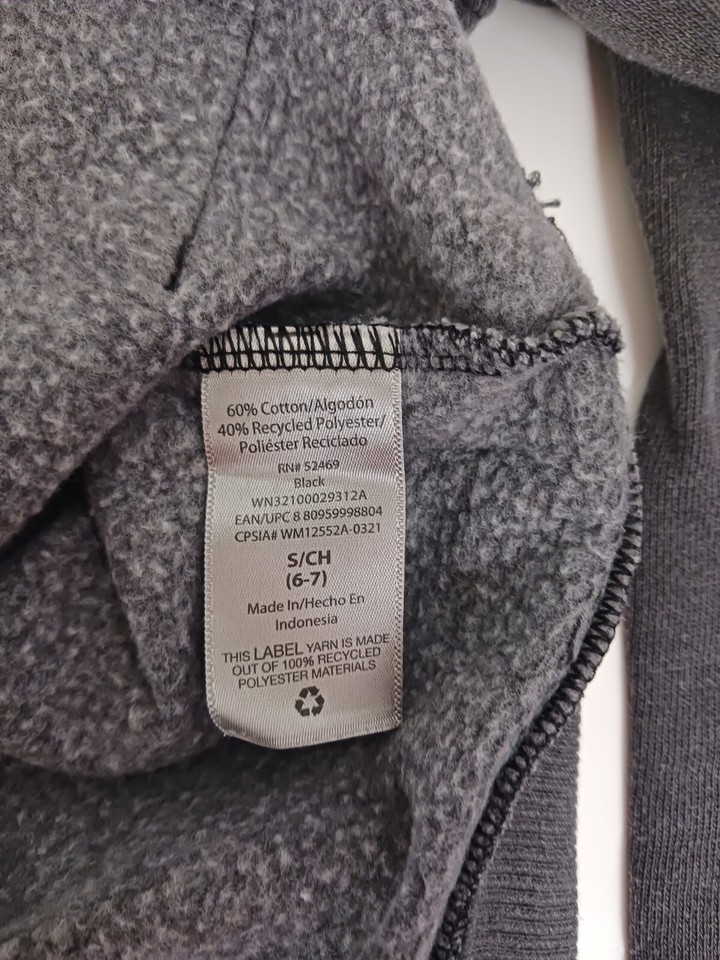 60% Cotton/Algodón
40% Recycled Polyester/
Poliéster Reciclado
RN# 52469
Black
WN32100029312A
EAN/UPC 8 80959998804
CPSIA# WM12552A-0321
S/CH
(6-7)
Made In/Hecho En
Indonesia
THIS LABEL YARN IS MADE
OUT OF 100% RECYCLED
POLYESTER MATERIALS